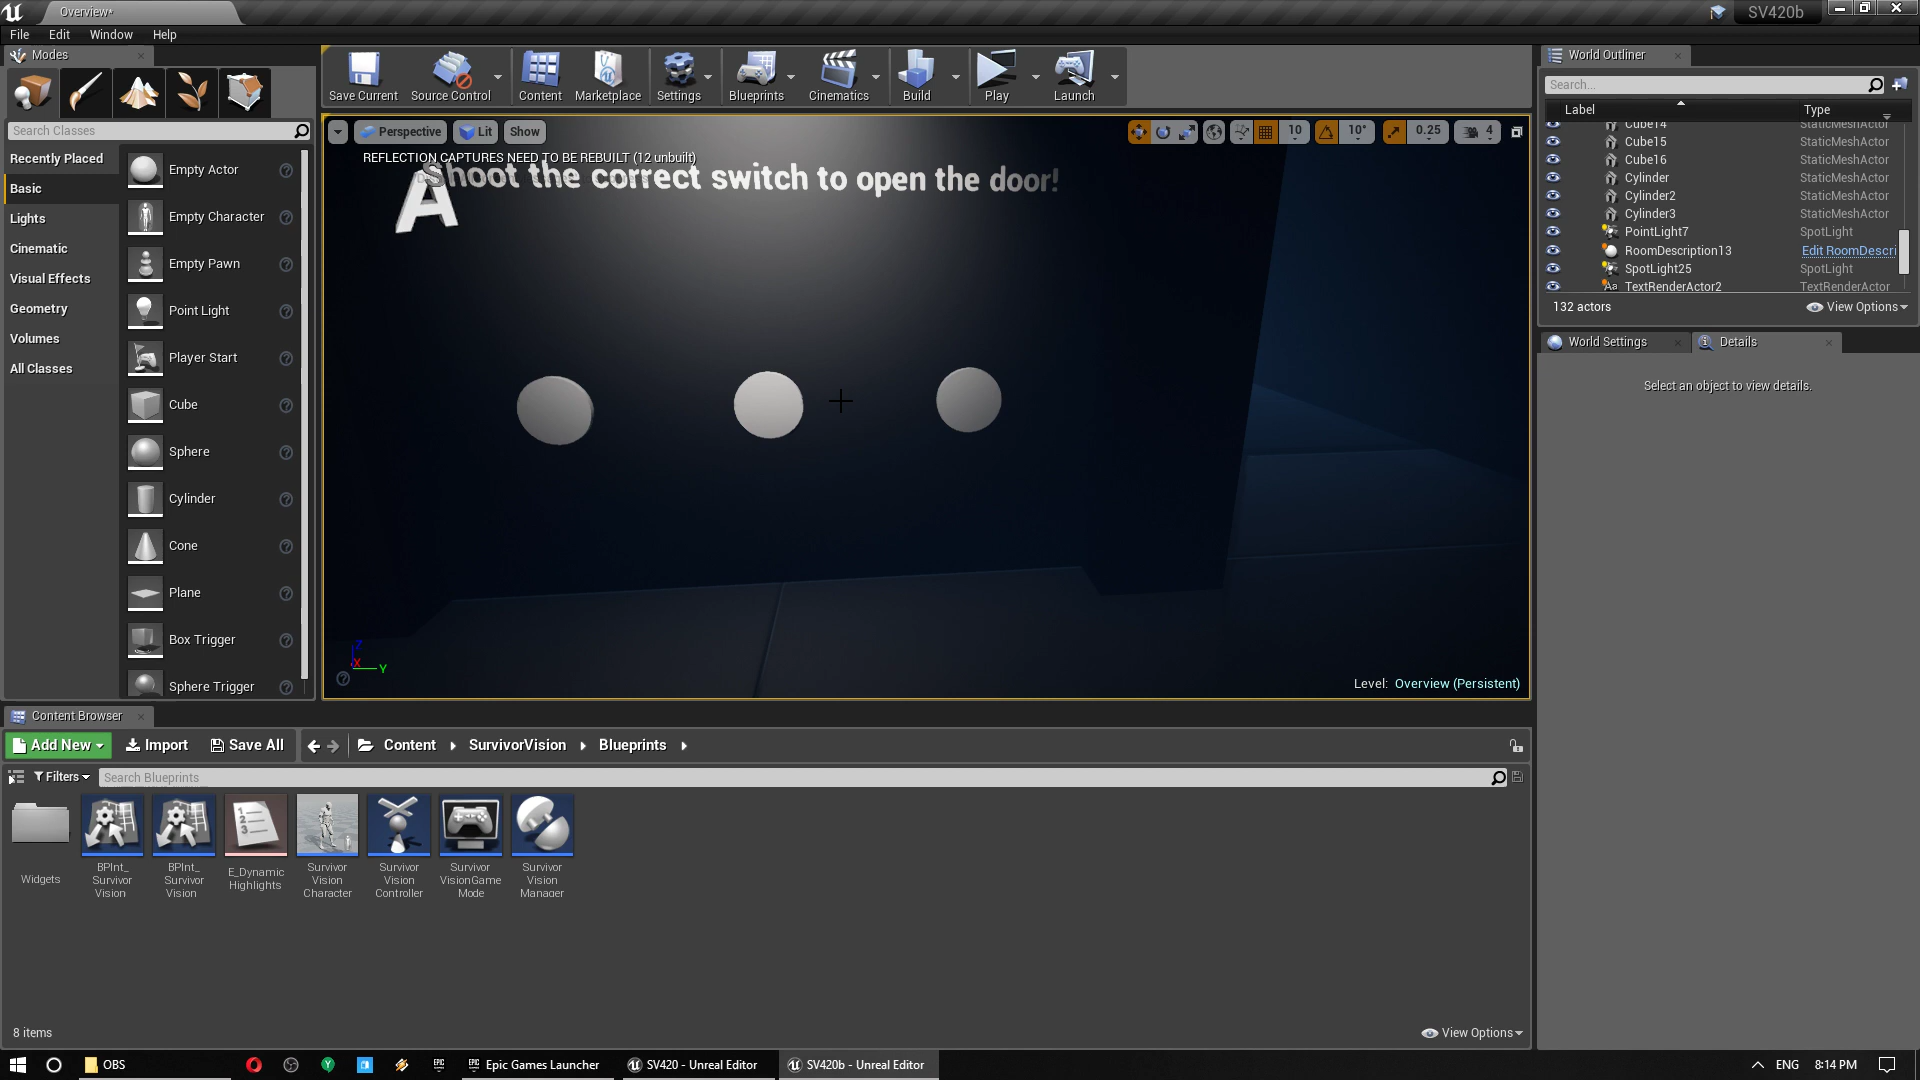 Overview*
SV420b
File Edit Window Help
Modes
Search Classes
Recently Placed
Basic
Lights
Cinematic
Visual Effects
Geometry
Volumes
All Classes
Empty Actor
Empty Character
Empty Pawn
Point Light
Player Start
Cube
Sphere
Cylinder
Cone
Plane
Box Trigger
Sphere Trigger
Save Current Source Control Content Marketplace Settings Blueprints Cinematics Build Play Launch
Perspective Lit Show
10 10° 0.25 4
REFLECTION CAPTURES NEED TO BE REBUILT (12 unbuilt)
Shoot the correct switch to open the door!
A
Z
X Y
Level: Overview (Persistent)
World Outliner
Search...
Label Type
Cube14 StaticMeshActor
Cube15 StaticMeshActor
Cube16 StaticMeshActor
Cylinder StaticMeshActor
Cylinder2 StaticMeshActor
Cylinder3 StaticMeshActor
PointLight7 SpotLight
RoomDescription13 Edit RoomDescri
SpotLight25 SpotLight
TextRenderActor2 TextRenderActor
132 actors View Options
World Settings Details
Select an object to view details.
Content Browser
Add New Import Save All Content SurvivorVision Blueprints
Filters Search Blueprints
Widgets
BPInt_
Survivor
Vision
BPInt_
Survivor
Vision
E_Dynamic
Highlights
Survivor
Vision
Character
Survivor
Vision
Controller
Survivor
VisionGame
Mode
Survivor
Vision
Manager
8 items View Options
OBS Epic Games Launcher SV420 - Unreal Editor SV420b - Unreal Editor ENG 8:14 PM